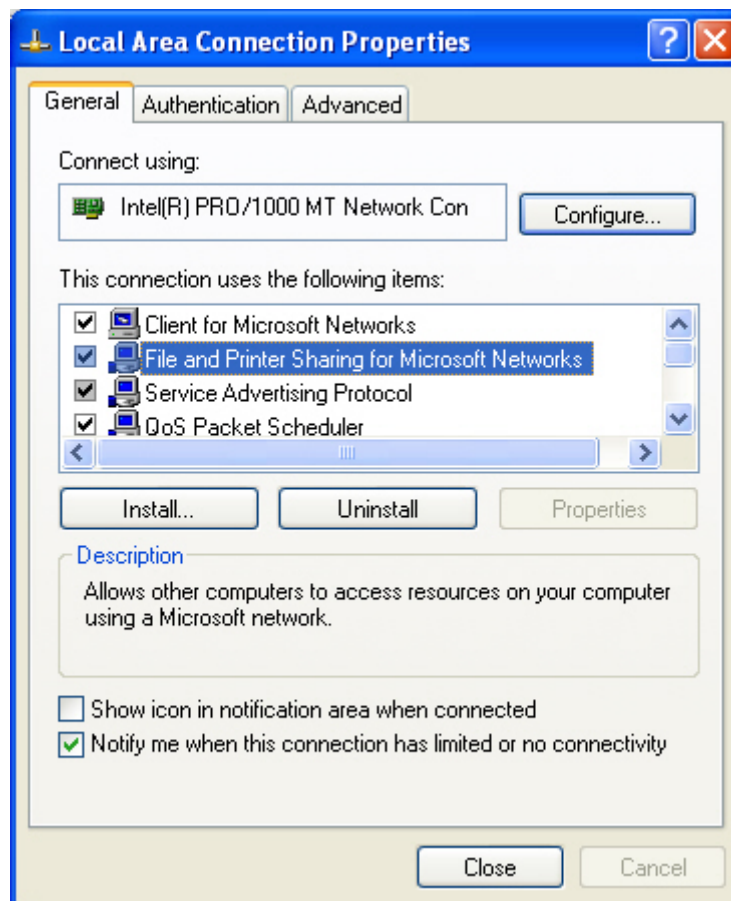 Local Area Connection Properties
General Authentication Advanced
Connect using:
Intel(R) PRO/1000 MT Network Con
Configure...
This connection uses the following items:
Client for Microsoft Networks
File and Printer Sharing for Microsoft Networks
Service Advertising Protocol
QoS Packet Scheduler
Install... Uninstall Properties
Description
Allows other computers to access resources on your computer
using a Microsoft network.
Show icon in notification area when connected
Notify me when this connection has limited or no connectivity
Close Cancel